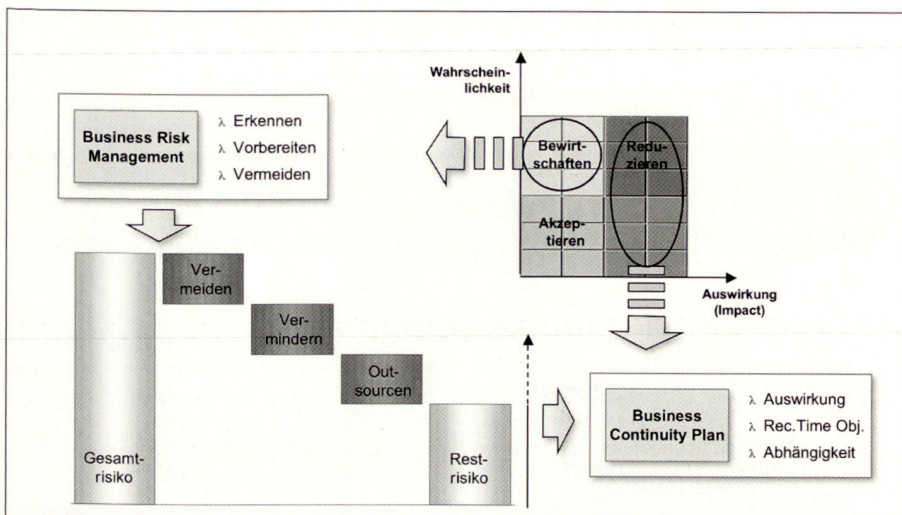 Wahrschein-
lichkeit
Business Risk
Management
λ Erkennen
λ Vorbereiten
λ Vermeiden
Bewirt-
schaften
Redu-
zieren
Akzep-
tieren
Auswirkung
(Impact)
Ver-
meiden
Ver-
mindern
Out-
sourcen
Gesamt-
risiko
Rest-
risiko
Business
Continuity Plan
λ Auswirkung
λ Rec.Time Obj.
λ Abhängigkeit